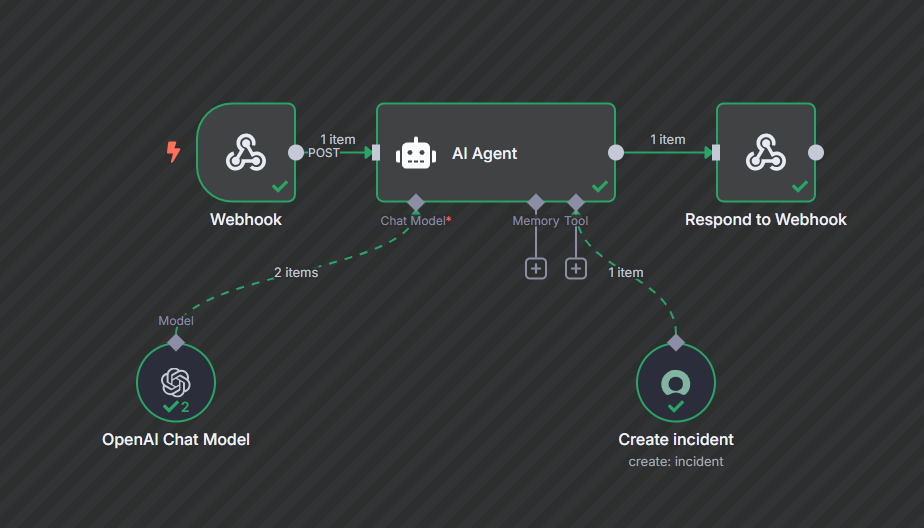 1 item
POST
AI Agent
1 item
Webhook
Chat Model*
Memory
Tool
Respond to Webhook
2 items
1 item
Model
2
OpenAI Chat Model
Create incident
create: incident